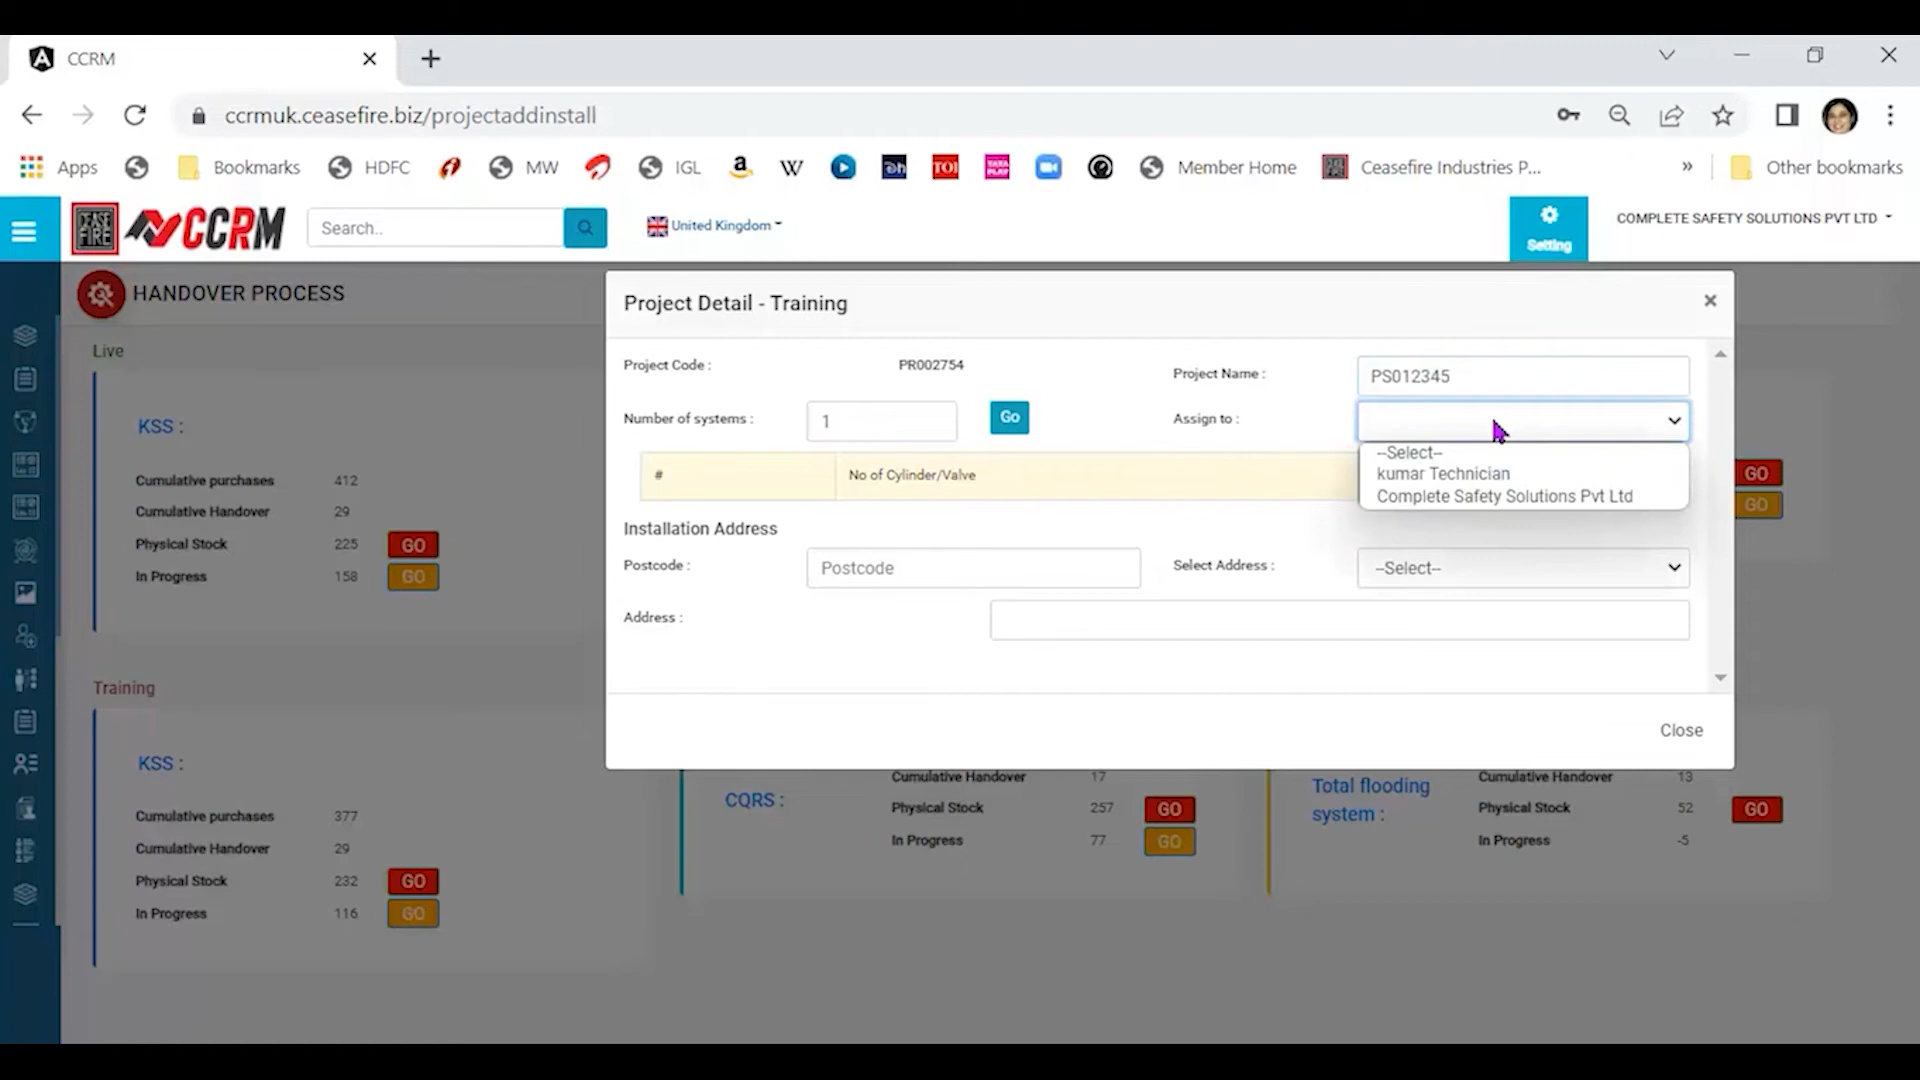 CCRM
ccrmuk.ceasefire.biz/projectaddinstall
Apps
Bookmarks
HDFC
MW
IGL
a
W
dh
TOI
TATA PLAY
Member Home
Ceasefire Industries P...
»
Other bookmarks
CEASE FIRE
CCRM
Search..
United Kingdom
Setting
COMPLETE SAFETY SOLUTIONS PVT LTD
HANDOVER PROCESS
Project Detail - Training
×
Live
Project Code :
PR002754
Project Name :
PS012345
Number of systems :
1
Go
Assign to :
--Select--
kumar Technician
Complete Safety Solutions Pvt Ltd
#
No of Cylinder/Valve
Installation Address
Postcode :
Postcode
Select Address :
--Select--
Address :
Close
KSS :
Cumulative purchases 412
Cumulative Handover 29
Physical Stock 225 GO
In Progress 158 GO
GO
GO
Training
KSS :
Cumulative purchases 377
Cumulative Handover 29
Physical Stock 232 GO
In Progress 116 GO
CQRS :
Cumulative Handover 17
Physical Stock 257 GO
In Progress 77 GO
Total flooding
system :
Cumulative Handover 13
Physical Stock 52 GO
In Progress -5